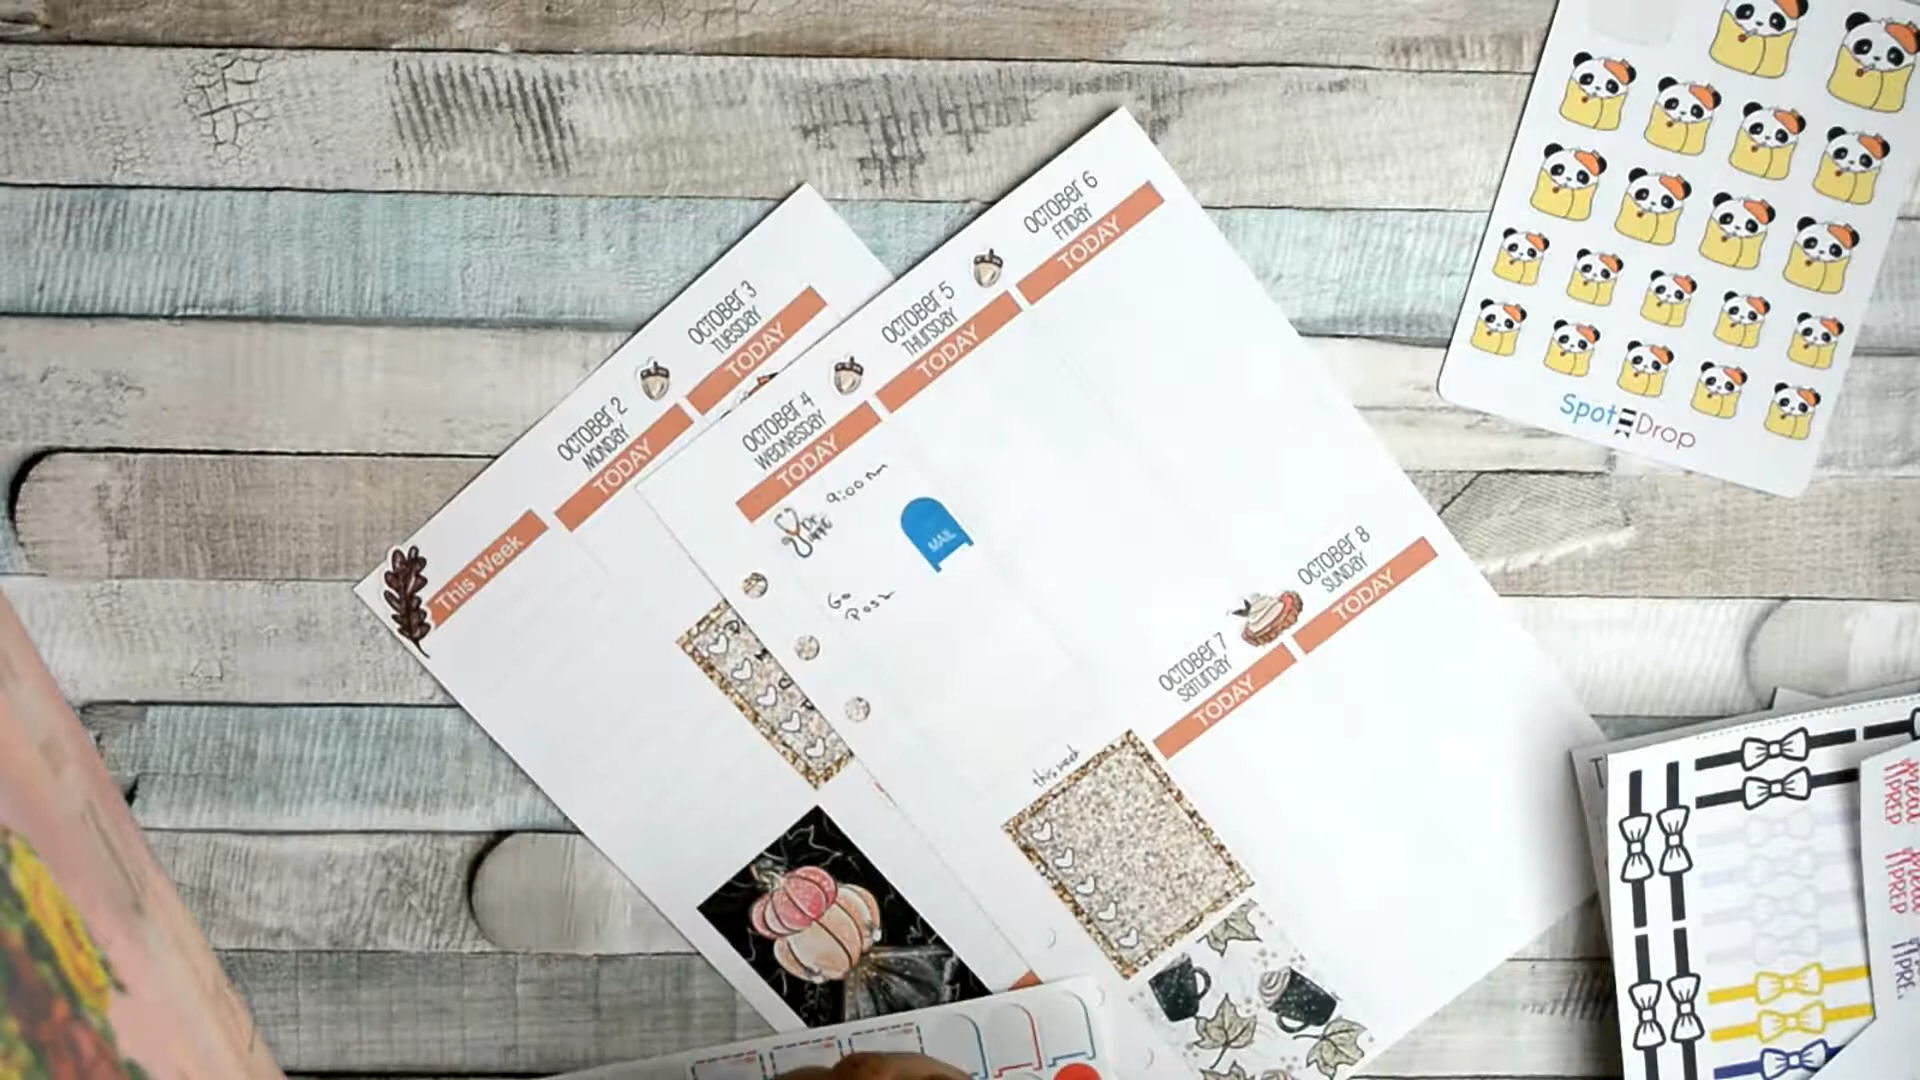 OCTOBER 2
MONDAY
TODAY
OCTOBER 3
TUESDAY
TODAY
This Week
OCTOBER 4
WEDNESDAY
TODAY
9:00
Dr
MAIL
Go
OCTOBER 5
THURSDAY
TODAY
OCTOBER 6
FRIDAY
TODAY
OCTOBER 7
SATURDAY
TODAY
OCTOBER 8
SUNDAY
TODAY
this week
Spot Drop